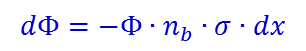 dΦ = −Φ · n_b · σ · dx